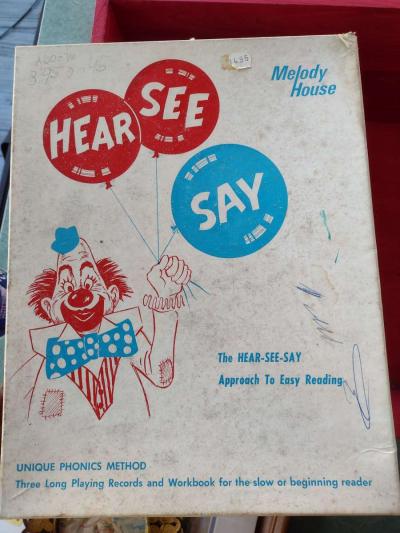 Melody
House
HEAR
SEE
SAY
The HEAR-SEE-SAY
Approach To Easy Reading
UNIQUE PHONICS METHOD
Three Long Playing Records and Workbook for the slow or beginning reader